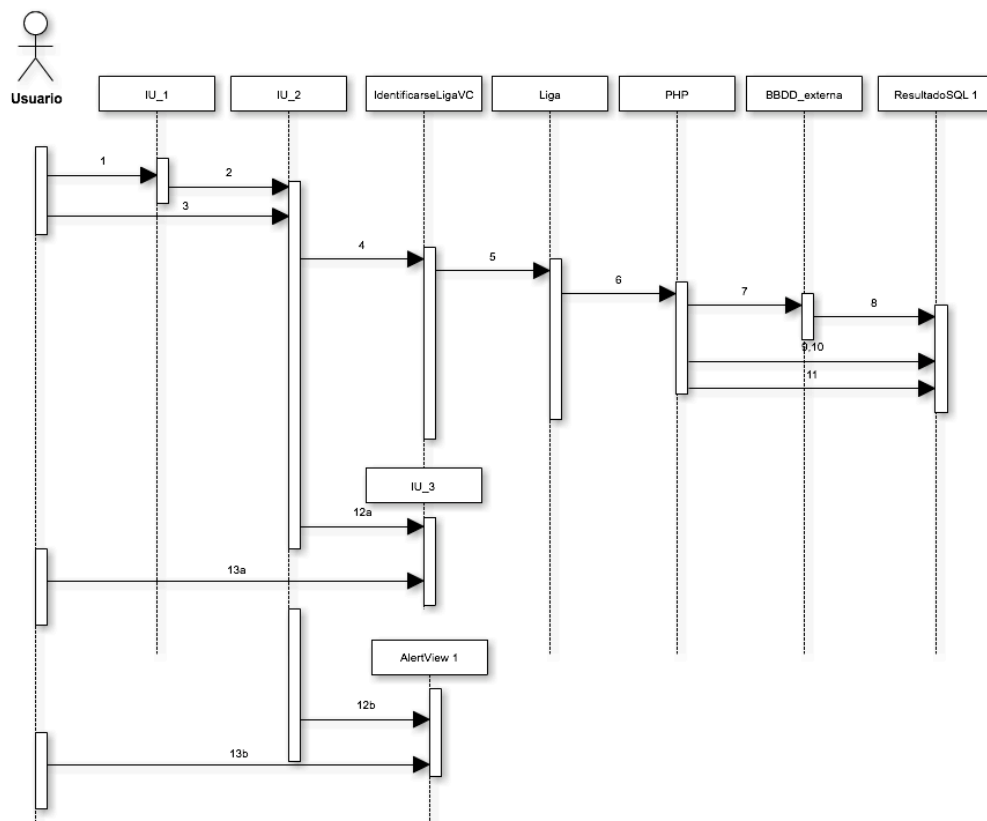 Usuario
IU_1
IU_2
IdentificarseLigaVC
Liga
PHP
BBDD_externa
ResultadoSQL 1
1
2
3
4
5
6
7
8
9,10
11
IU_3
12a
13a
AlertView 1
12b
13b